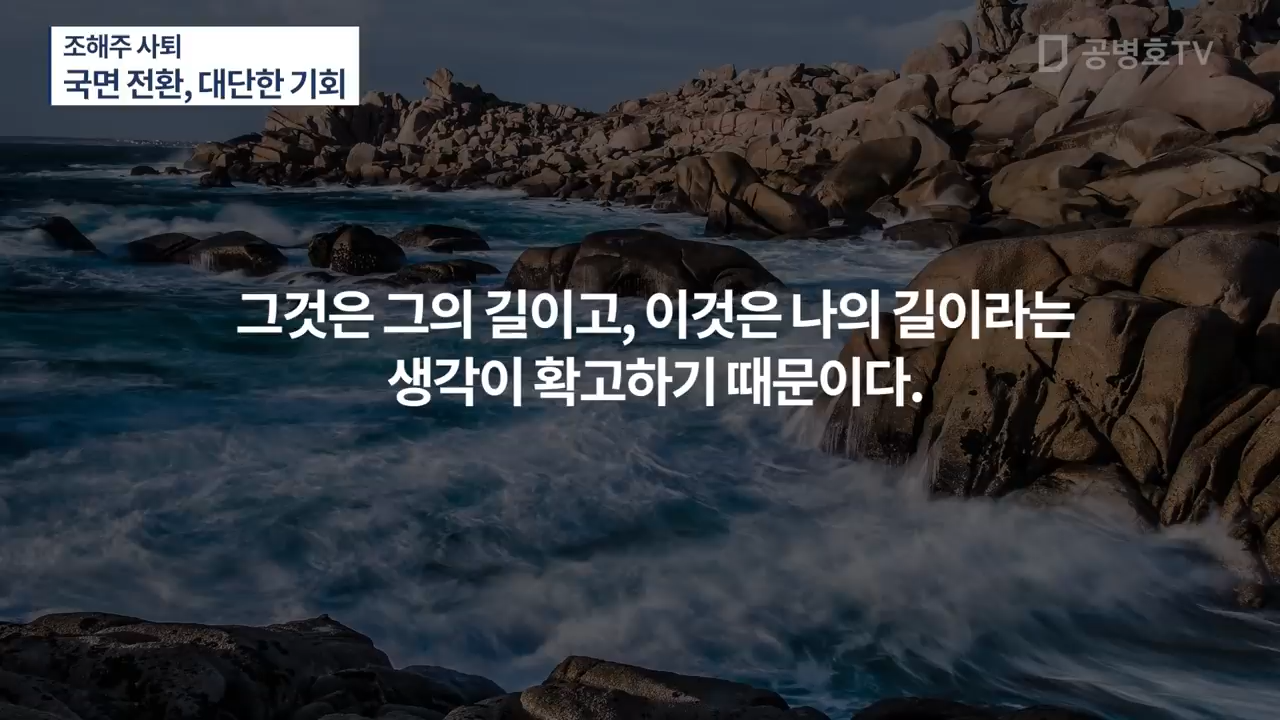 조해주 사퇴
국면 전환, 대단한 기회
공병호TV
그것은 그의 길이고, 이것은 나의 길이라는
생각이 확고하기 때문이다.